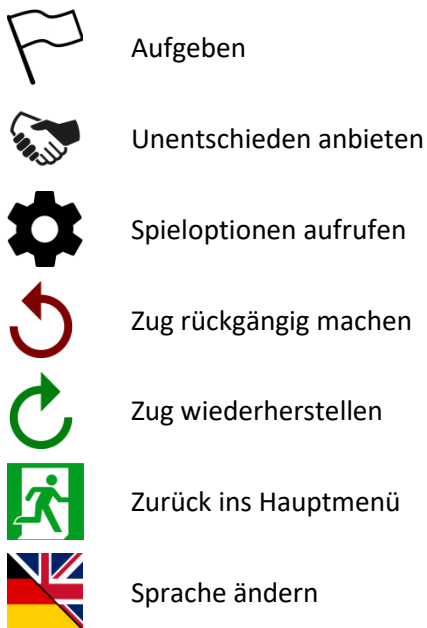 Aufgeben
Unentschieden anbieten
Spieloptionen aufrufen
Zug rückgängig machen
Zug wiederherstellen
Zurück ins Hauptmenü
Sprache ändern